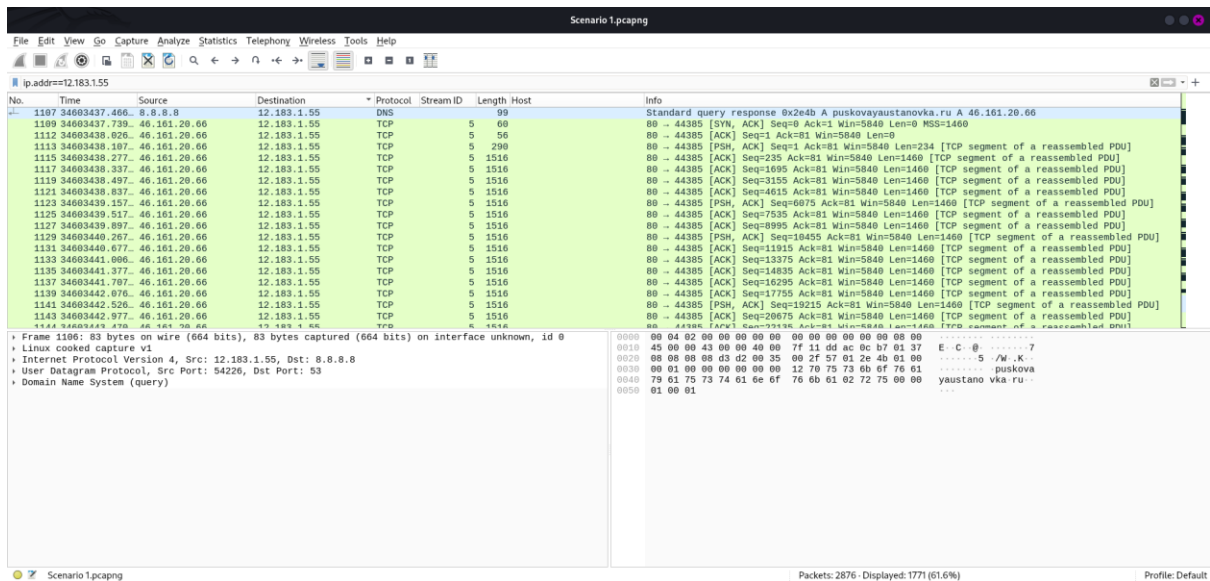 Scenario 1.pcapng
File Edit View Go Capture Analyze Statistics Telephony Wireless Tools Help
ip.addr==12.183.1.55
No. Time Source Destination Protocol Stream ID Length Host Info
1107 34603437.466… 8.8.8.8 12.183.1.55 DNS 99 Standard query response 0x2e4b A puskovayaustanovka.ru A 46.161.20.66
1109 34603437.739… 46.161.20.66 12.183.1.55 TCP 5 60 80 → 44385 [SYN, ACK] Seq=0 Ack=1 Win=5840 Len=0 MSS=1460
1112 34603438.026… 46.161.20.66 12.183.1.55 TCP 5 56 80 → 44385 [ACK] Seq=1 Ack=81 Win=5840 Len=0
1113 34603438.107… 46.161.20.66 12.183.1.55 TCP 5 290 80 → 44385 [PSH, ACK] Seq=1 Ack=81 Win=5840 Len=234 [TCP segment of a reassembled PDU]
1115 34603438.277… 46.161.20.66 12.183.1.55 TCP 5 1516 80 → 44385 [ACK] Seq=235 Ack=81 Win=5840 Len=1460 [TCP segment of a reassembled PDU]
1117 34603438.337… 46.161.20.66 12.183.1.55 TCP 5 1516 80 → 44385 [ACK] Seq=1695 Ack=81 Win=5840 Len=1460 [TCP segment of a reassembled PDU]
1119 34603438.497… 46.161.20.66 12.183.1.55 TCP 5 1516 80 → 44385 [ACK] Seq=3155 Ack=81 Win=5840 Len=1460 [TCP segment of a reassembled PDU]
1121 34603438.837… 46.161.20.66 12.183.1.55 TCP 5 1516 80 → 44385 [ACK] Seq=4615 Ack=81 Win=5840 Len=1460 [TCP segment of a reassembled PDU]
1123 34603439.157… 46.161.20.66 12.183.1.55 TCP 5 1516 80 → 44385 [PSH, ACK] Seq=6075 Ack=81 Win=5840 Len=1460 [TCP segment of a reassembled PDU]
1125 34603439.517… 46.161.20.66 12.183.1.55 TCP 5 1516 80 → 44385 [ACK] Seq=7535 Ack=81 Win=5840 Len=1460 [TCP segment of a reassembled PDU]
1127 34603439.897… 46.161.20.66 12.183.1.55 TCP 5 1516 80 → 44385 [ACK] Seq=8995 Ack=81 Win=5840 Len=1460 [TCP segment of a reassembled PDU]
1129 34603440.267… 46.161.20.66 12.183.1.55 TCP 5 1516 80 → 44385 [PSH, ACK] Seq=10455 Ack=81 Win=5840 Len=1460 [TCP segment of a reassembled PDU]
1131 34603440.677… 46.161.20.66 12.183.1.55 TCP 5 1516 80 → 44385 [ACK] Seq=11915 Ack=81 Win=5840 Len=1460 [TCP segment of a reassembled PDU]
1133 34603441.006… 46.161.20.66 12.183.1.55 TCP 5 1516 80 → 44385 [ACK] Seq=13375 Ack=81 Win=5840 Len=1460 [TCP segment of a reassembled PDU]
1135 34603441.377… 46.161.20.66 12.183.1.55 TCP 5 1516 80 → 44385 [ACK] Seq=14835 Ack=81 Win=5840 Len=1460 [TCP segment of a reassembled PDU]
1137 34603441.707… 46.161.20.66 12.183.1.55 TCP 5 1516 80 → 44385 [ACK] Seq=16295 Ack=81 Win=5840 Len=1460 [TCP segment of a reassembled PDU]
1139 34603442.076… 46.161.20.66 12.183.1.55 TCP 5 1516 80 → 44385 [ACK] Seq=17755 Ack=81 Win=5840 Len=1460 [TCP segment of a reassembled PDU]
1141 34603442.526… 46.161.20.66 12.183.1.55 TCP 5 1516 80 → 44385 [PSH, ACK] Seq=19215 Ack=81 Win=5840 Len=1460 [TCP segment of a reassembled PDU]
1143 34603442.977… 46.161.20.66 12.183.1.55 TCP 5 1516 80 → 44385 [ACK] Seq=20675 Ack=81 Win=5840 Len=1460 [TCP segment of a reassembled PDU]
1144 34603443.470… 46.161.20.66 12.183.1.55 TCP 5 1516 80 → 44385 [ACK] Seq=22135 Ack=81 Win=5840 Len=1460 [TCP segment of a reassembled PDU]
Frame 1106: 83 bytes on wire (664 bits), 83 bytes captured (664 bits) on interface unknown, id 0
Linux cooked capture v1
Internet Protocol Version 4, Src: 12.183.1.55, Dst: 8.8.8.8
User Datagram Protocol, Src Port: 54226, Dst Port: 53
Domain Name System (query)
0000 00 04 02 00 00 00 00 00 00 00 00 00 00 00 08 00 ········ ········
0010 45 00 00 43 00 00 40 00 7f 11 dd ac 0c b7 01 37 E··C··@· ·······7
0020 08 08 08 08 d3 d2 00 35 00 2f 57 01 2e 4b 01 00 ·······5 ·/W·.K··
0030 00 01 00 00 00 00 00 00 12 70 75 73 6b 6f 76 61 ········ ·puskova
0040 79 61 75 73 74 61 6e 6f 76 6b 61 02 72 75 00 00 yaustano vka·ru··
0050 01 00 01 ···
Scenario 1.pcapng Packets: 2876 · Displayed: 1771 (61.6%) Profile: Default